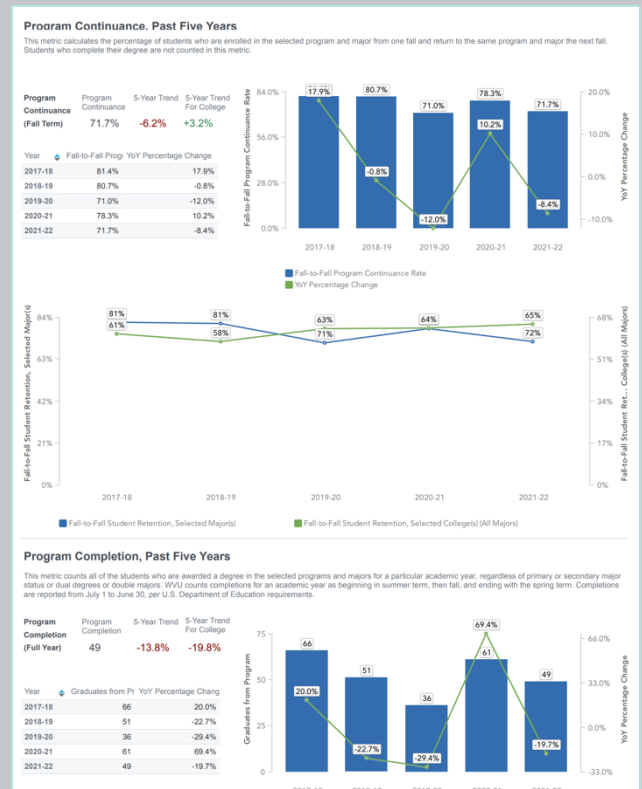 Program Continuance. Past Five Years
This metric calculates the percentage of students who are enrolled in the selected program and major from one fall and return to the same program and major the next fall.
Students who complete their degree are not counted in this metric.
Program Continuance (Fall Term)
Program Continuance
71.7%
5-Year Trend
-6.2%
5-Year Trend For College
+3.2%
Year Fall-to-Fall Prog YoY Percentage Change
2017-18 81.4% 17.9%
2018-19 80.7% -0.8%
2019-20 71.0% -12.0%
2020-21 78.3% 10.2%
2021-22 71.7% -8.4%
Fall-to-Fall Program Continuance Rate
84.0%
56.0%
28.0%
0.0%
17.9%
80.7%
71.0%
78.3%
71.7%
-0.8%
-12.0%
10.2%
-8.4%
20.0%
10.0%
0.0%
-10.0%
YoY Percentage Change
2017-18 2018-19 2019-20 2020-21 2021-22
Fall-to-Fall Program Continuance Rate
YoY Percentage Change
Fall-to-Fall Student Retention, Selected Major(s)
84%
63%
42%
21%
0%
81% 81% 63% 64% 65%
61% 58% 71% 72%
68%
51%
34%
17%
0%
Fall-to-Fall Student Ret... College(s) (All Majors)
2017-18 2018-19 2019-20 2020-21 2021-22
Fall-to-Fall Student Retention, Selected Major(s) Fall-to-Fall Student Retention, Selected College(s) (All Majors)
Program Completion, Past Five Years
This metric counts all of the students who are awarded a degree in the selected programs and majors for a particular academic year, regardless of primary or secondary major
status or dual degrees or double majors. WVU counts completions for an academic year as beginning in summer term, then fall, and ending with the spring term. Completions
are reported from July 1 to June 30, per U.S. Department of Education requirements.
Program Completion (Full Year)
Program Completion
49
5-Year Trend
-13.8%
5-Year Trend For College
-19.8%
Year Graduates from Pr YoY Percentage Chang
2017-18 66 20.0%
2018-19 51 -22.7%
2019-20 36 -29.4%
2020-21 61 69.4%
2021-22 49 -19.7%
Graduates from Program
75
50
25
0
66
51
36
61
49
20.0%
-22.7%
-29.4%
69.4%
-19.7%
66.0%
33.0%
0.0%
-33.0%
YoY Percentage Change